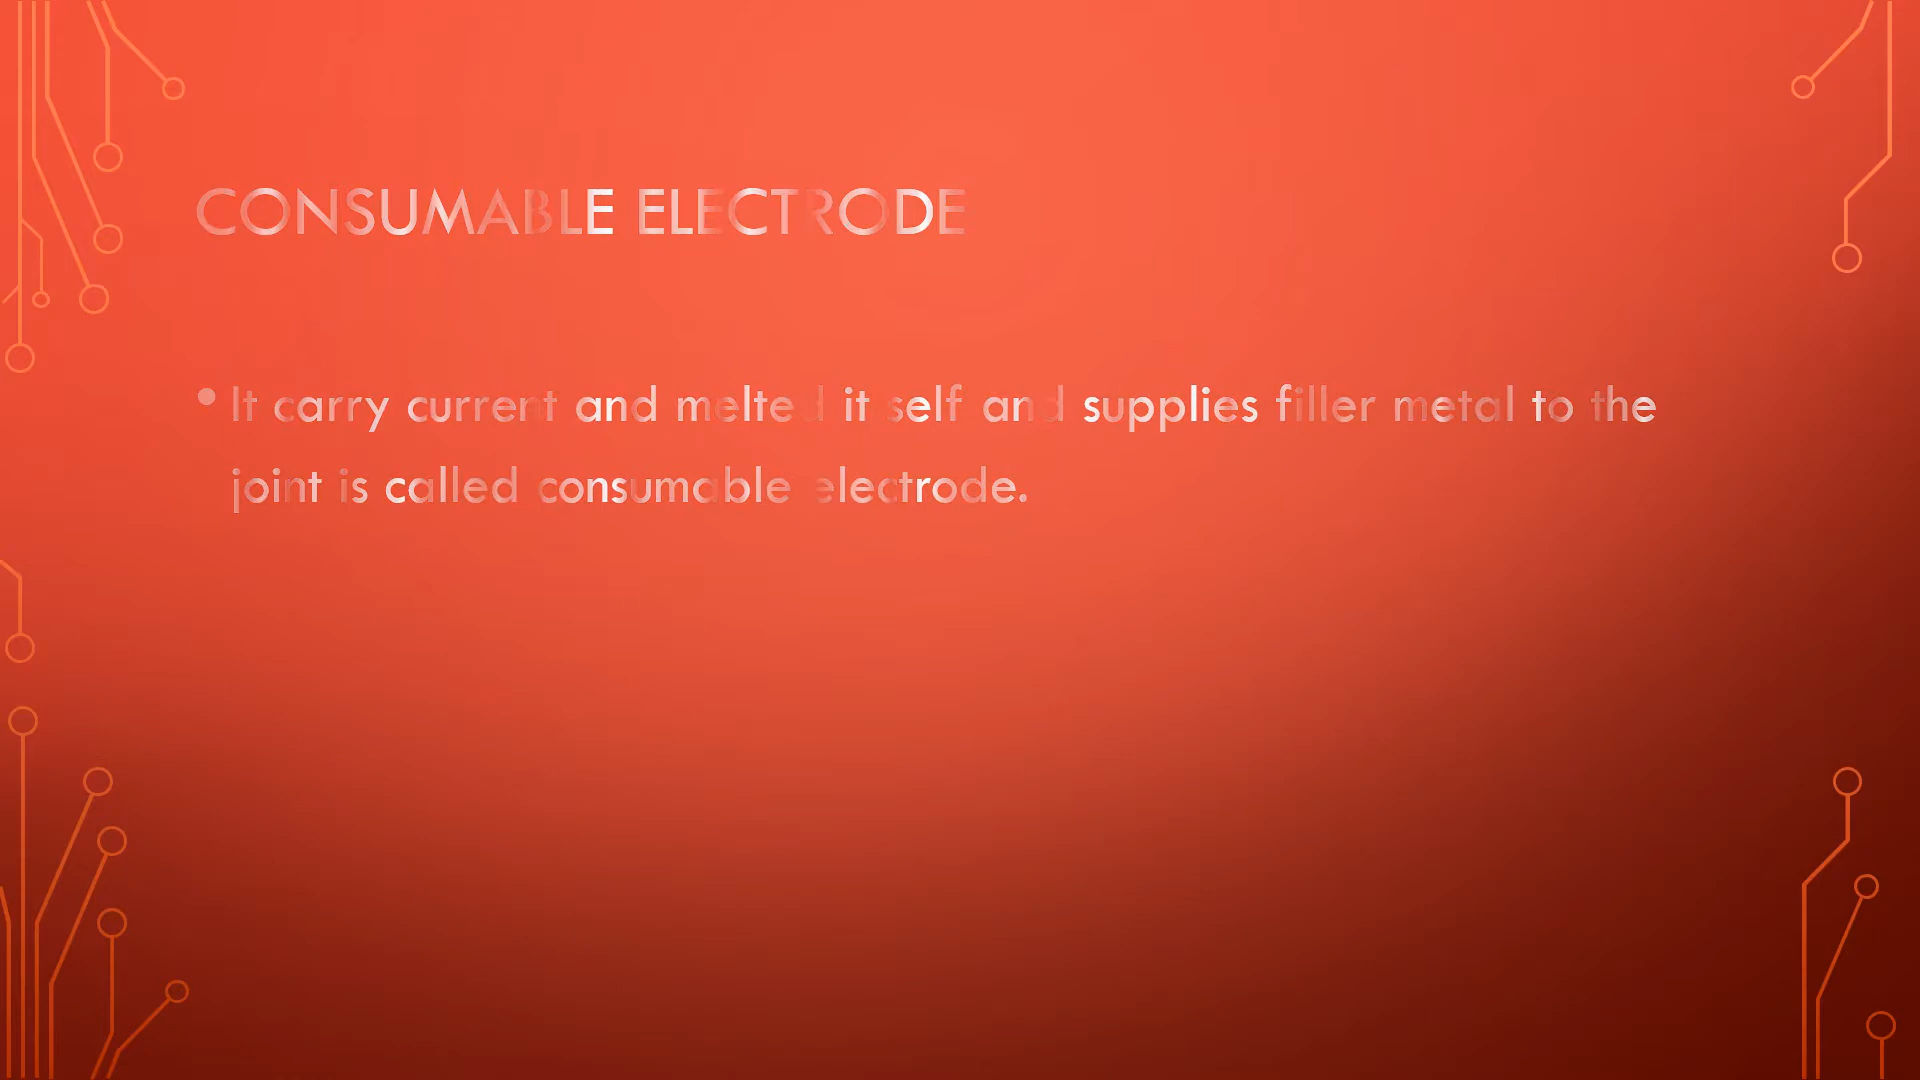 CONSUMABLE ELECTRODE
• It carry current and melted it self and supplies filler metal to the
joint is called consumable electrode.